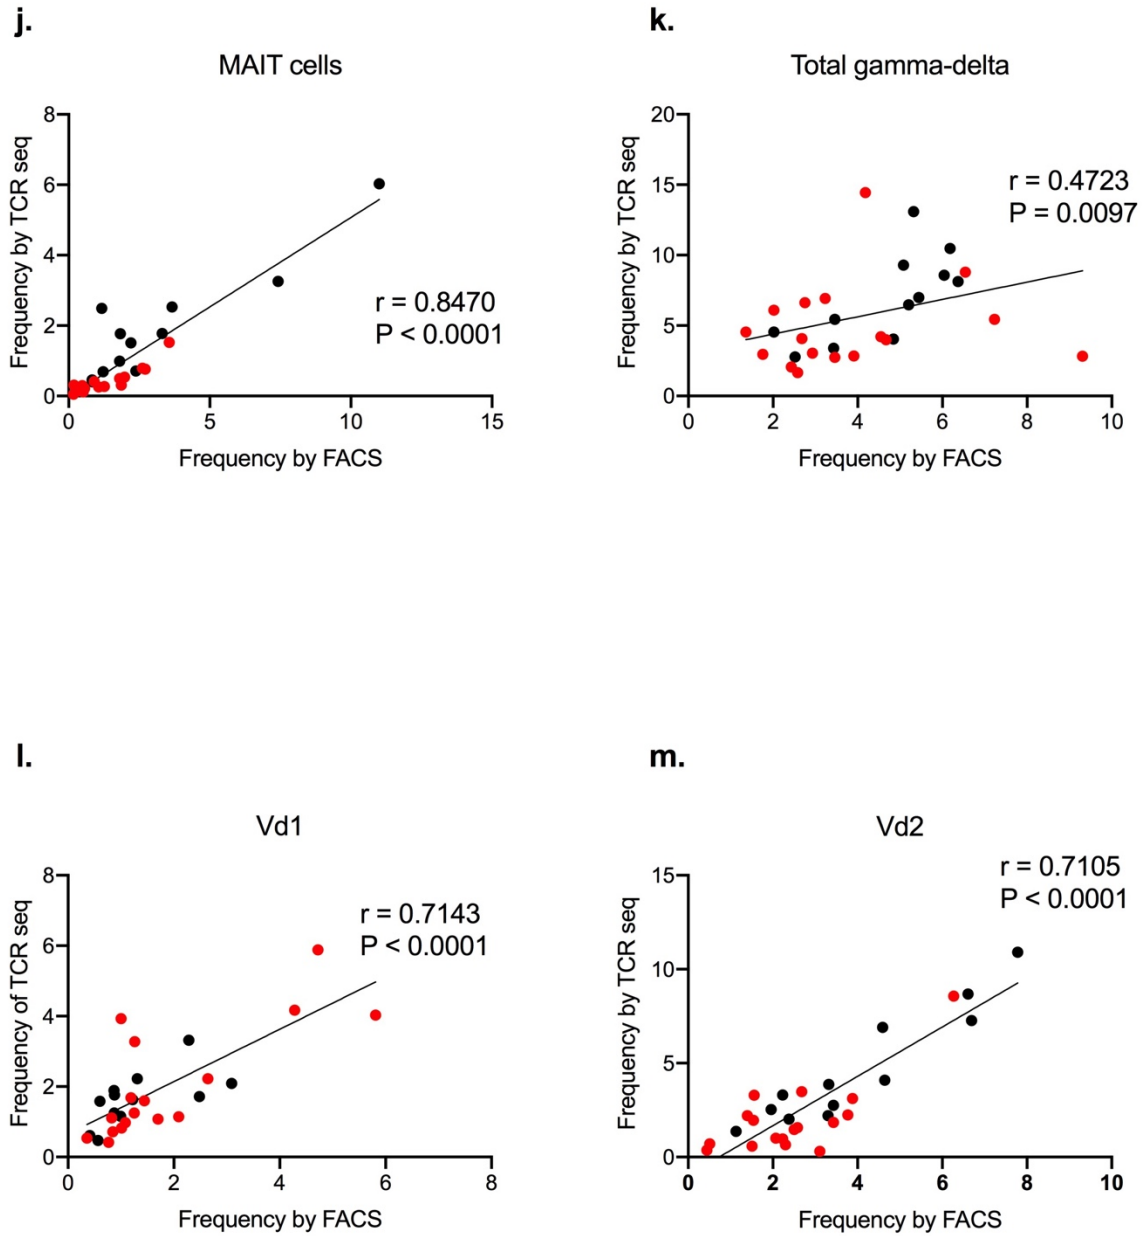 j.
MAIT cells
Frequency by TCR seq
8
6
4
2
0
0 5 10 15
Frequency by FACS
r = 0.8470
P < 0.0001
k.
Total gamma-delta
Frequency by TCR seq
20
15
10
5
0
0 2 4 6 8 10
Frequency by FACS
r = 0.4723
P = 0.0097
l.
Vd1
Frequency of TCR seq
8
6
4
2
0
0 2 4 6 8
Frequency by FACS
r = 0.7143
P < 0.0001
m.
Vd2
Frequency by TCR seq
15
10
5
0
0 2 4 6 8 10
Frequency by FACS
r = 0.7105
P < 0.0001